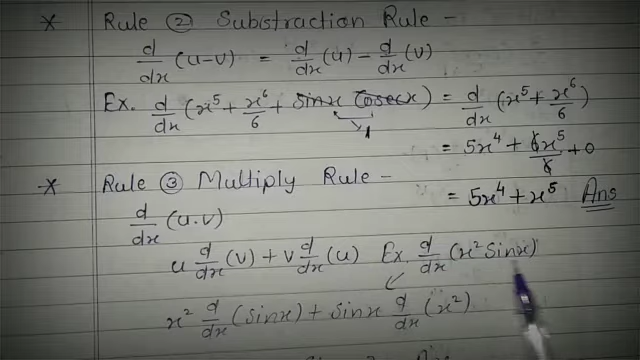 * Rule ② Substraction Rule -
d/dx (u-v) = d/dx (u) - d/dx (v)
Ex. d/dx (x^5 + x^6/6 + sinx cosecx) = d/dx (x^5 + x^6/6)
1
= 5x^4 + 6x^5/6 + 0
* Rule ③ Multiply Rule -
= 5x^4 + x^5 Ans
d/dx (u.v)
u d/dx (v) + v d/dx (u) Ex. d/dx (x^2 sinx)
x^2 d/dx (sinx) + sinx d/dx (x^2)